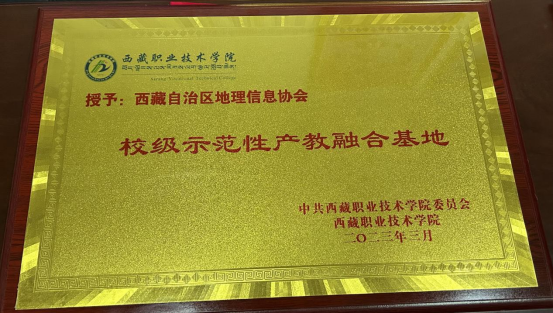 西藏职业技术学院
授予：西藏自治区地理信息协会
校级示范性产教融合基地
中共西藏职业技术学院委员会
西藏职业技术学院
二〇二三年三月